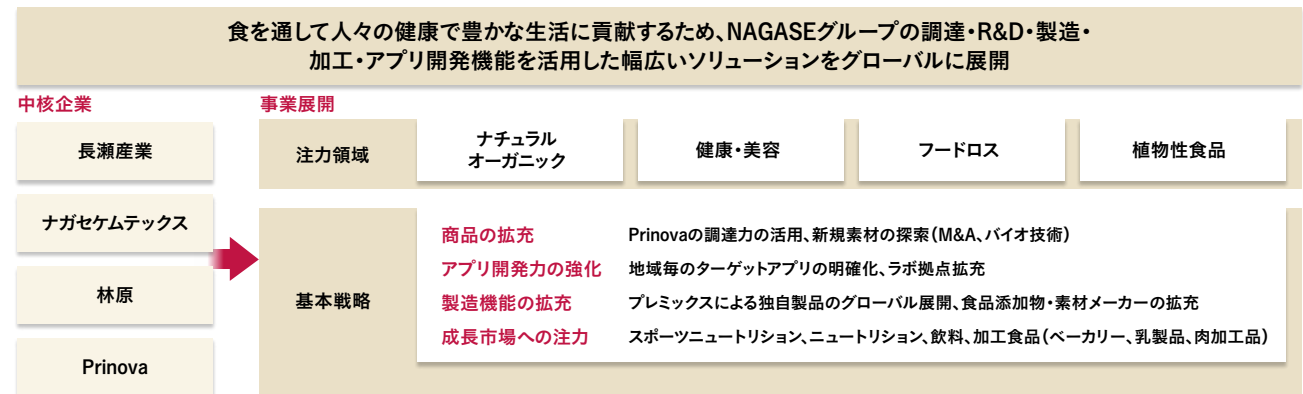 食を通して人々の健康で豊かな生活に貢献するため、NAGASEグループの調達・R&D・製造・
加工・アプリ開発機能を活用した幅広いソリューションをグローバルに展開
中核企業
長瀬産業
ナガセケムテックス
林原
Prinova
事業展開
注力領域
ナチュラル
オーガニック
健康・美容
フードロス
植物性食品
基本戦略
商品の拡充 Prinovaの調達力の活用、新規素材の探索(M&A、バイオ技術)
アプリ開発力の強化 地域毎のターゲットアプリの明確化、ラボ拠点拡充
製造機能の拡充 プレミックスによる独自製品のグローバル展開、食品添加物・素材メーカーの拡充
成長市場への注力 スポーツニュートリション、ニュートリション、飲料、加工食品(ベーカリー、乳製品、肉加工品)